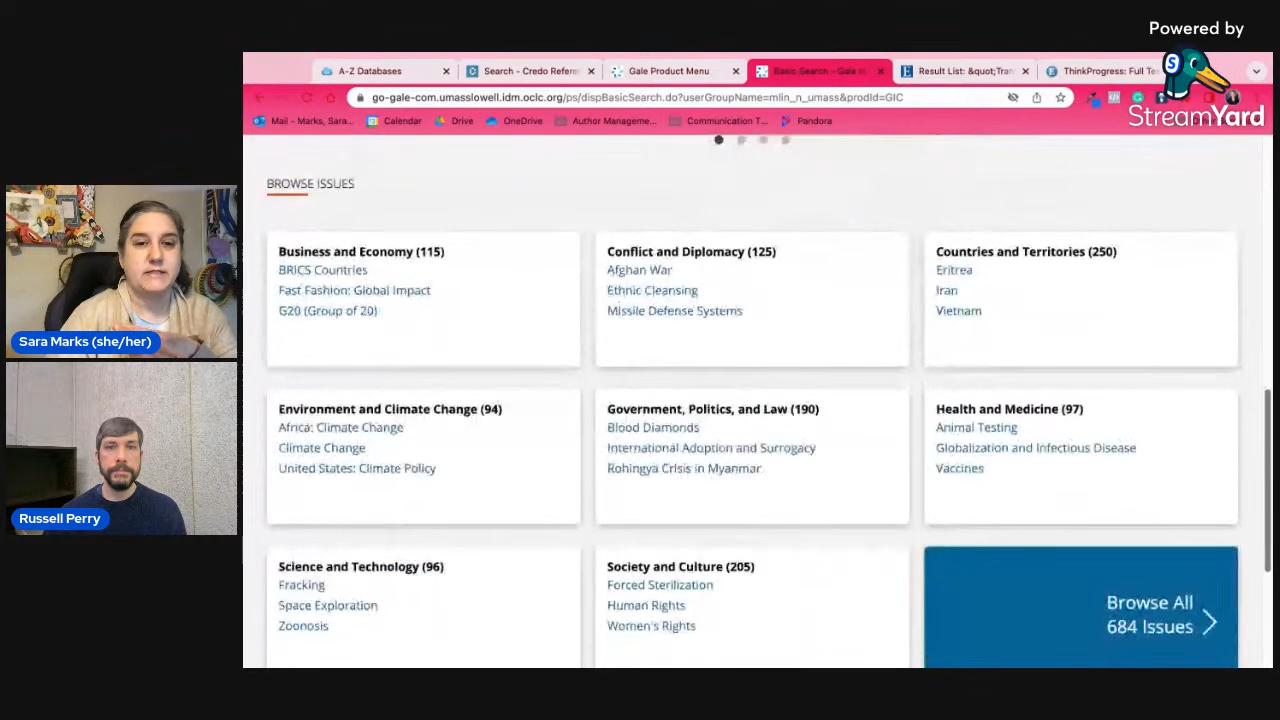 Powered by
StreamYard
A-Z Databases
Search - Credo Refere
Gale Product Menu
Basic Search - Gale
Result List: &quot;Tran
ThinkProgress: Full Te
go-gale-com.umasslowell.idm.oclc.org/ps/dispBasicSearch.do?userGroupName=mlin_n_umass&prodId=GIC
Mail - Marks, Sara...
Calendar
Drive
OneDrive
Author Manageme...
Communication T...
Pandora
BROWSE ISSUES
Business and Economy (115)
BRICS Countries
Fast Fashion: Global Impact
G20 (Group of 20)
Conflict and Diplomacy (125)
Afghan War
Ethnic Cleansing
Missile Defense Systems
Countries and Territories (250)
Eritrea
Iran
Vietnam
Environment and Climate Change (94)
Africa: Climate Change
Climate Change
United States: Climate Policy
Government, Politics, and Law (190)
Blood Diamonds
International Adoption and Surrogacy
Rohingya Crisis in Myanmar
Health and Medicine (97)
Animal Testing
Globalization and Infectious Disease
Vaccines
Science and Technology (96)
Fracking
Space Exploration
Zoonosis
Society and Culture (205)
Forced Sterilization
Human Rights
Women's Rights
Browse All
684 Issues
Sara Marks (she/her)
Russell Perry